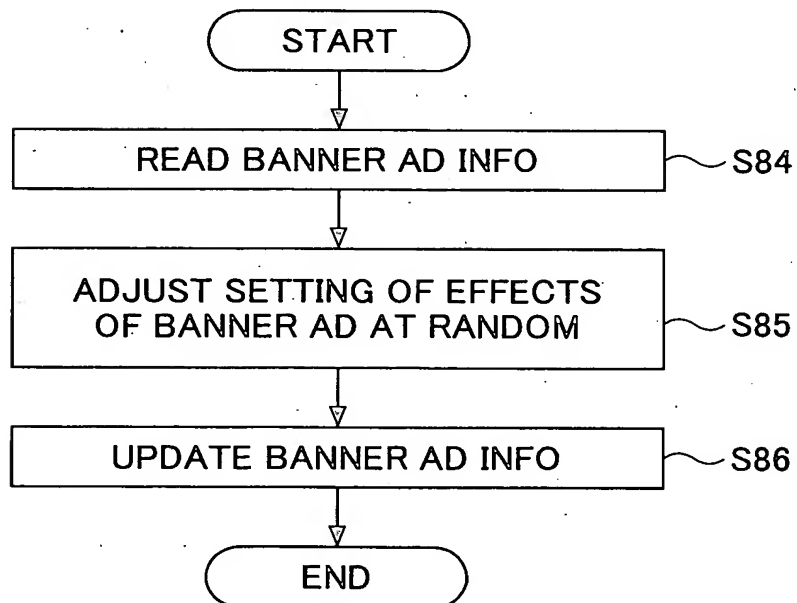 START
READ BANNER AD INFO
S84
ADJUST SETTING OF EFFECTS
OF BANNER AD AT RANDOM
S85
UPDATE BANNER AD INFO
S86
END